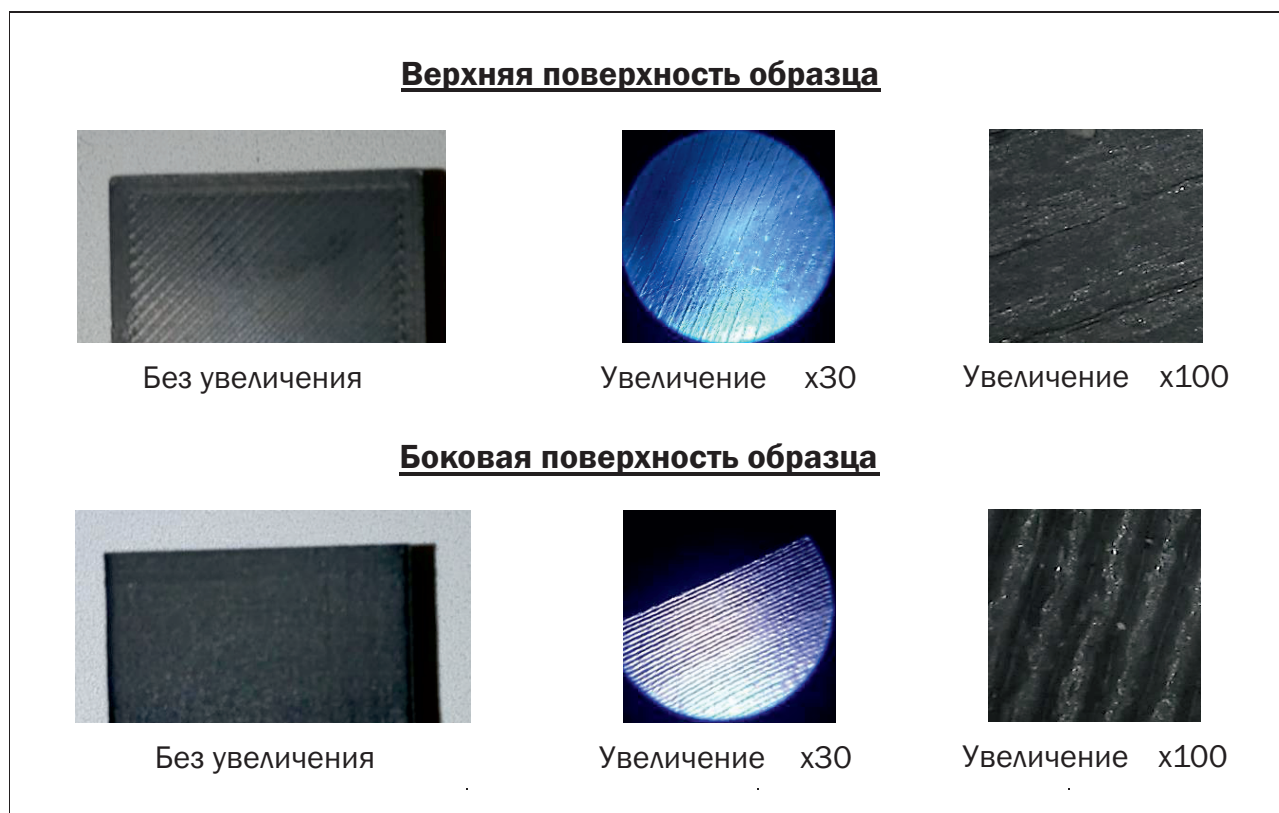 Верхняя поверхность образца
Без увеличения Увеличение x30 Увеличение x100
Боковая поверхность образца
Без увеличения Увеличение x30 Увеличение x100